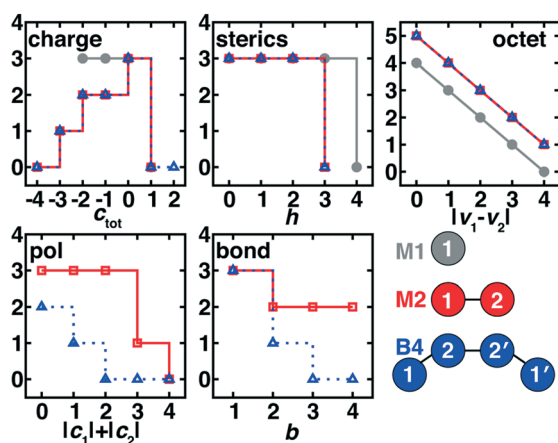 charge
4
3
2
1
0
-4 -3 -2 -1 0 1 2
c_tot
sterics
4
3
2
1
0
0 1 2 3 4
h
octet
5
4
3
2
1
0
0 1 2 3 4
|v₁-v₂|
pol
4
3
2
1
0
0 1 2 3 4
|c₁|+|c₂|
bond
4
3
2
1
0
1 2 3 4
b
M1 1
M2 1 2
B4 1 2 2′ 1′